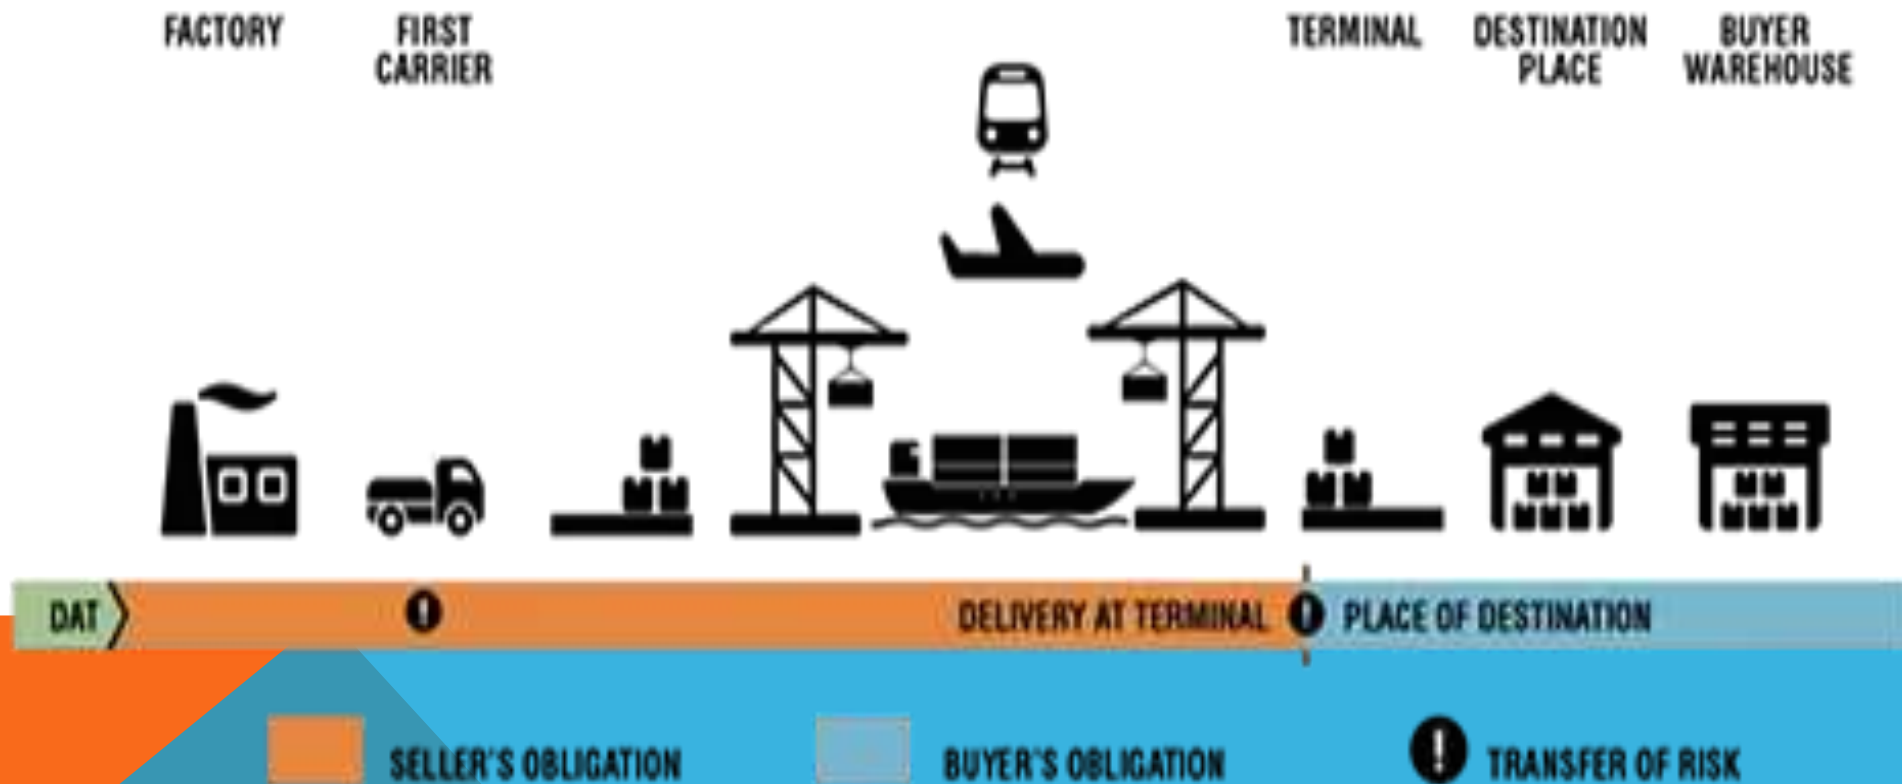 FACTORY
FIRST
CARRIER
TERMINAL
DESTINATION
PLACE
BUYER
WAREHOUSE
DAT
DELIVERY AT TERMINAL
PLACE OF DESTINATION
SELLER'S OBLIGATION
BUYER'S OBLIGATION
TRANSFER OF RISK